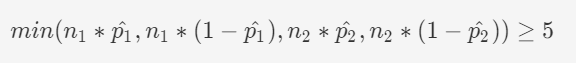 min(n₁ * p̂₁, n₁ * (1 − p̂₁), n₂ * p̂₂, n₂ * (1 − p̂₂)) ≥ 5